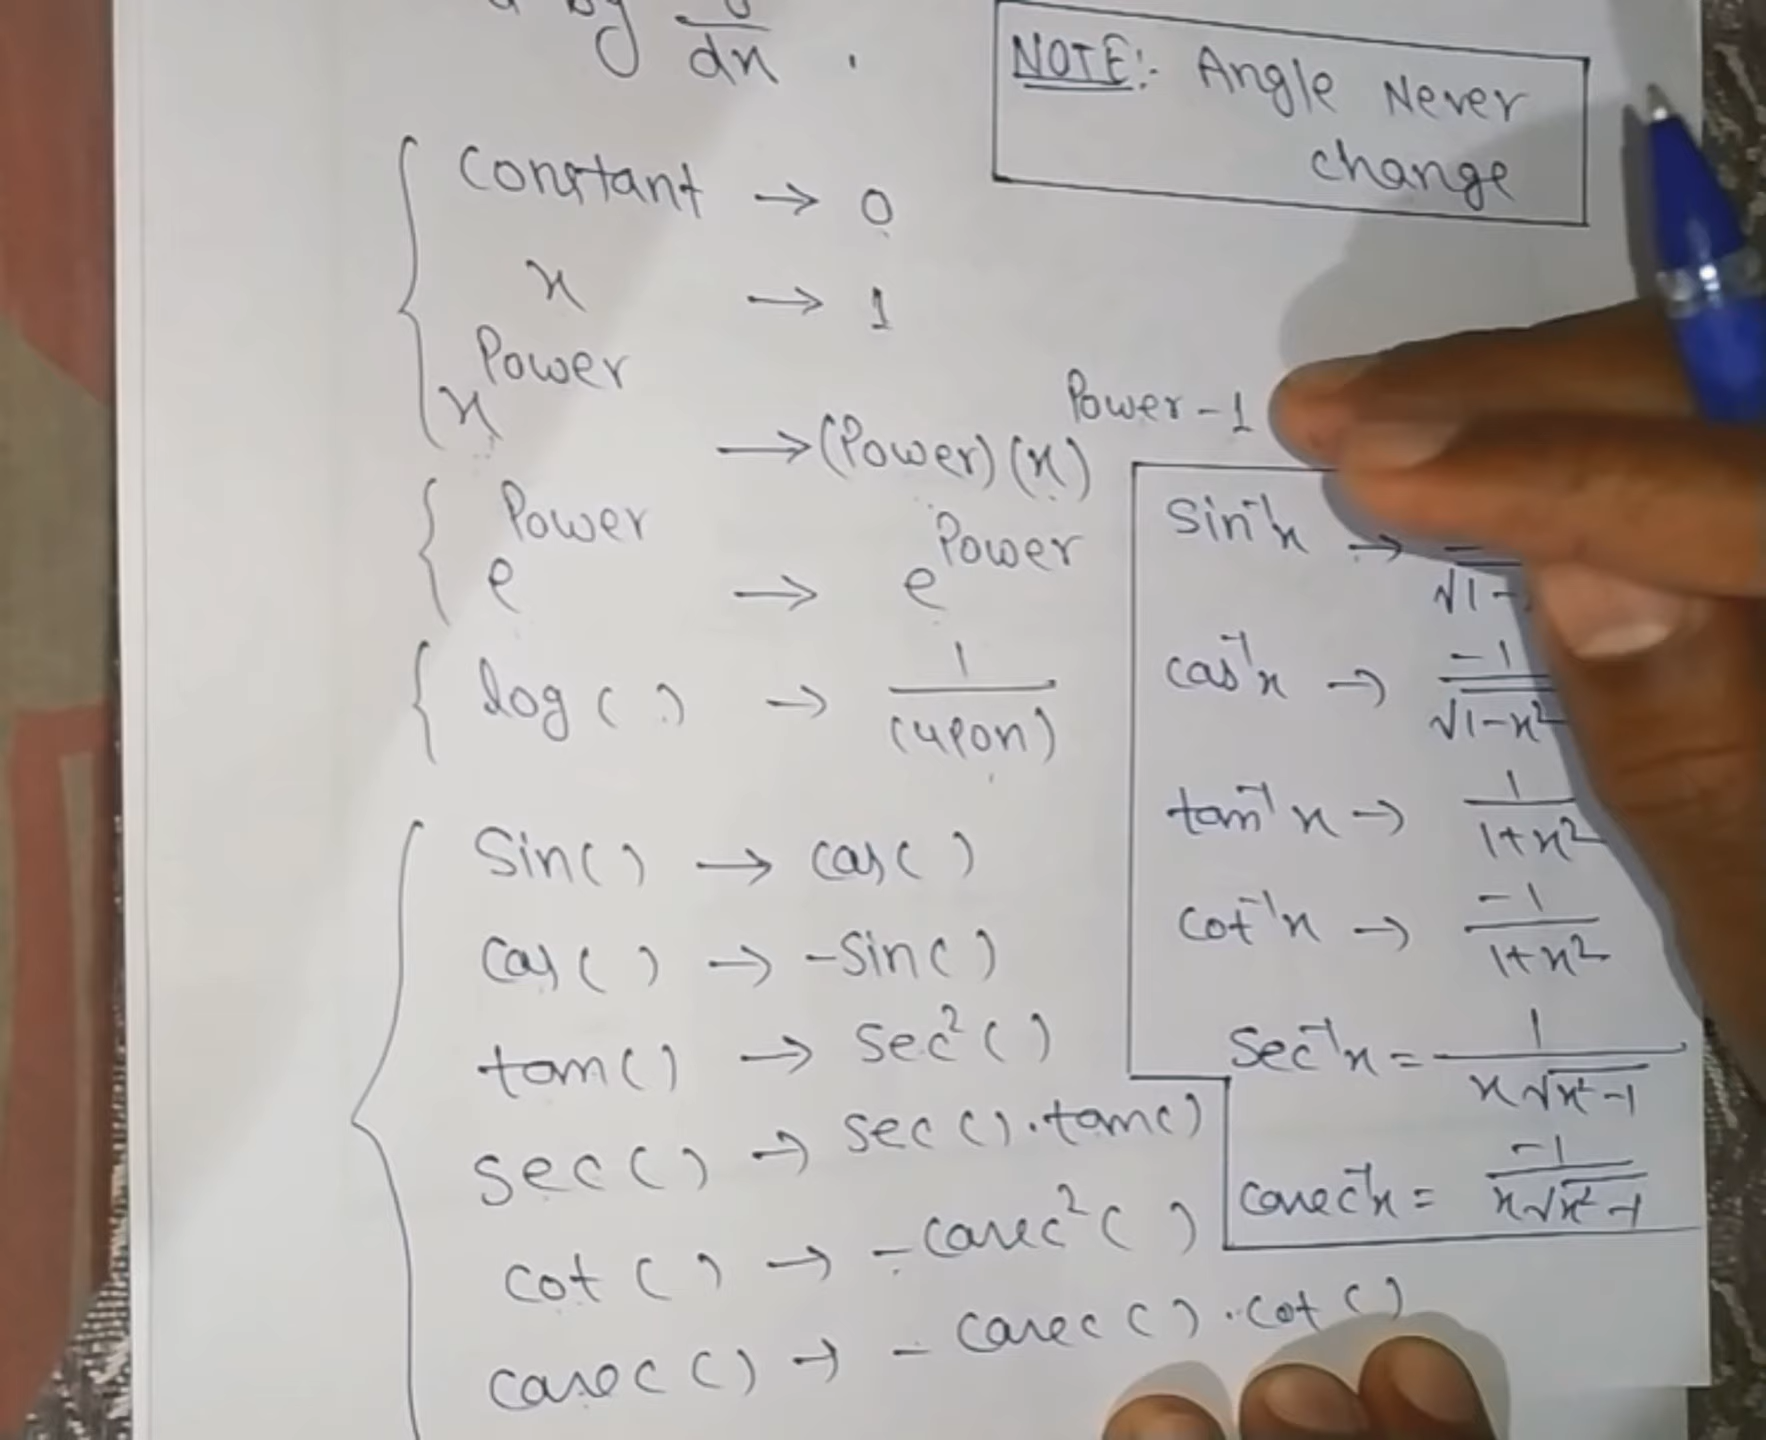 by d/dx .
NOTE:- Angle Never
change
Constant → 0
x → 1
x^Power → (Power)(x)^Power-1
e^Power → e^Power
log( ) → 1/(upon)
Sin( ) → cos( )
cos( ) → -Sin( )
tan( ) → Sec²( )
sec( ) → sec( ).tan( )
cot( ) → -cosec²( )
cosec( ) → -cosec( ).cot( )
Sin⁻¹x → √1-
cos⁻¹x → -1/√1-x²
tan⁻¹x → 1/1+x²
cot⁻¹x → -1/1+x²
Sec⁻¹x = 1/x√x²-1
cosec⁻¹x = -1/x√x²-1